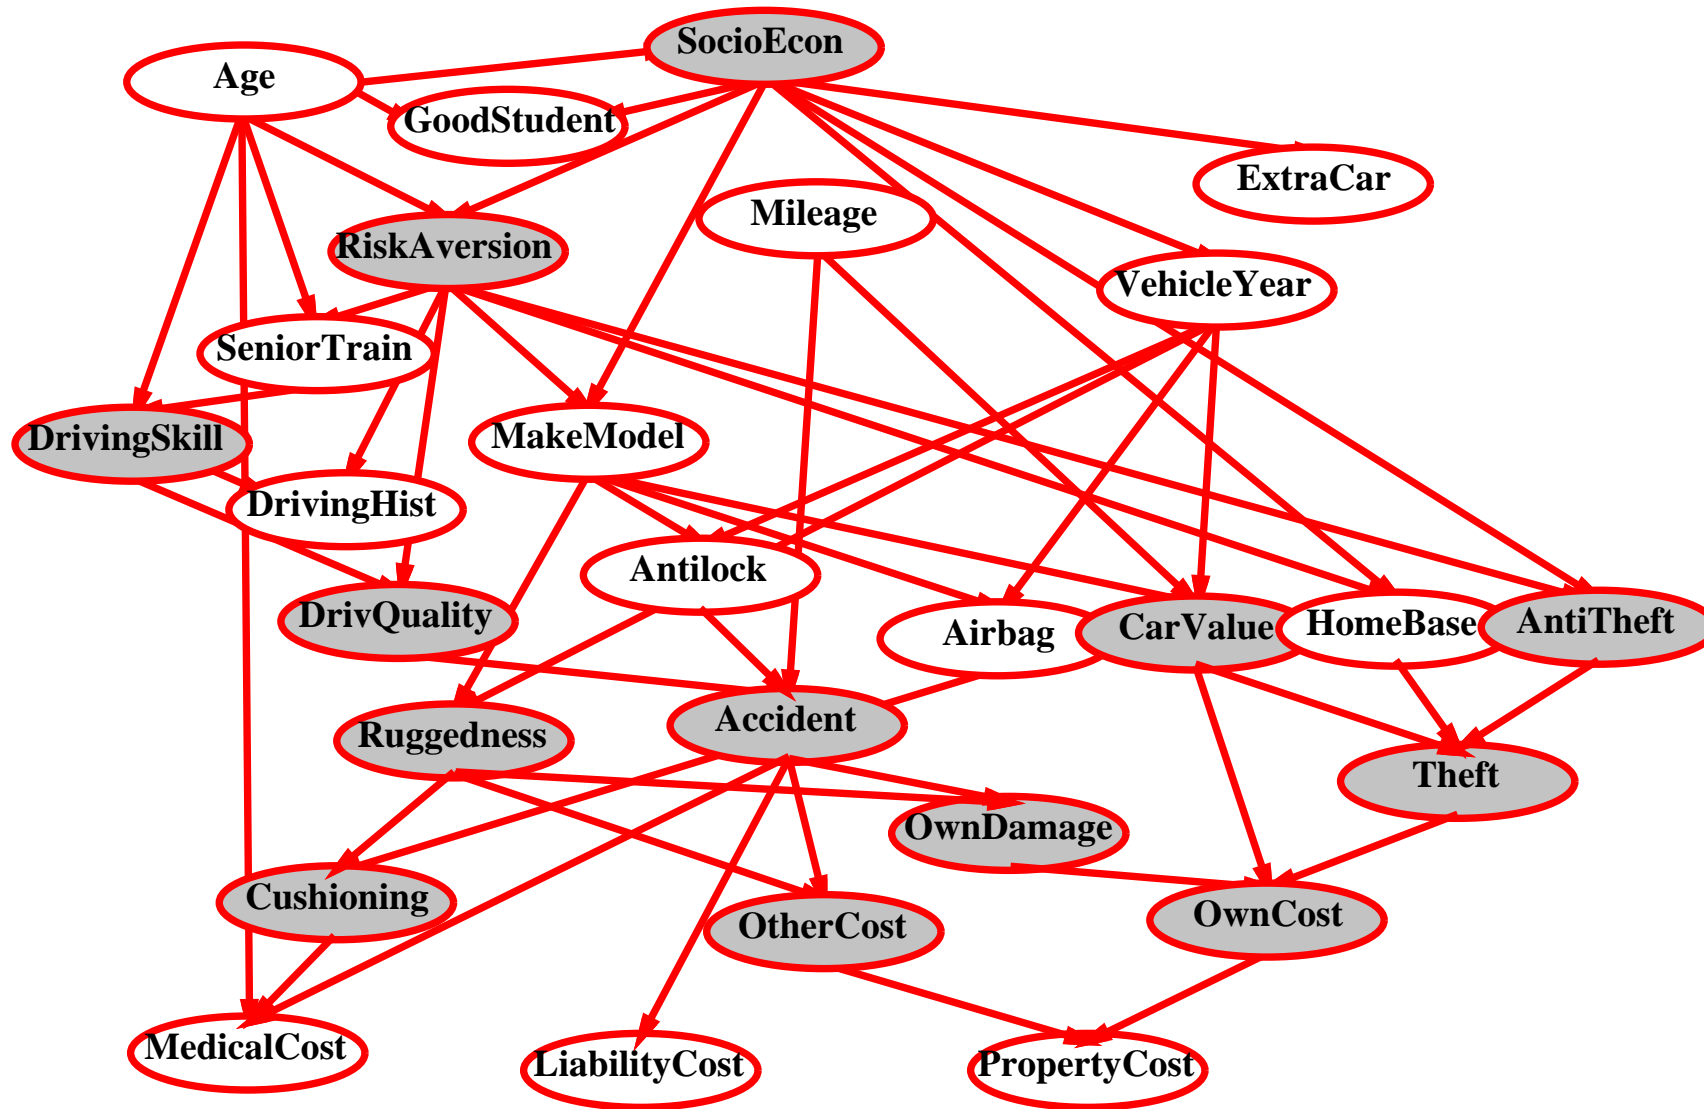 SocioEcon
Age
GoodStudent
ExtraCar
Mileage
RiskAversion
VehicleYear
SeniorTrain
DrivingSkill
MakeModel
DrivingHist
Antilock
DrivQuality
Airbag
CarValue
HomeBase
AntiTheft
Ruggedness
Accident
Theft
OwnDamage
Cushioning
OtherCost
OwnCost
MedicalCost
LiabilityCost
PropertyCost